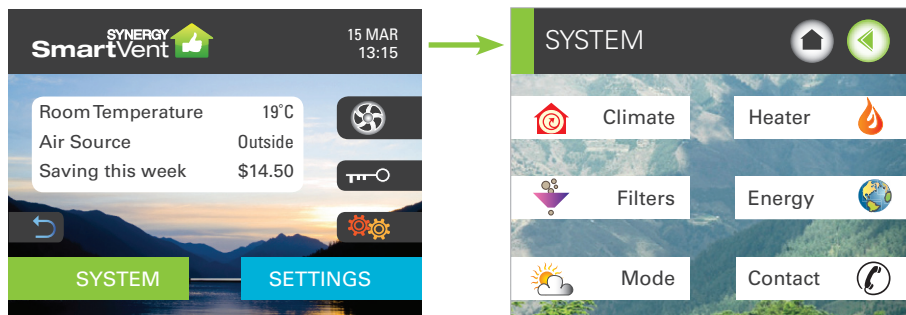 SYNERGY
SmartVent
15 MAR
13:15
Room Temperature 19°C
Air Source Outside
Saving this week $14.50
SYSTEM SETTINGS
SYSTEM
Climate Heater
Filters Energy
Mode Contact